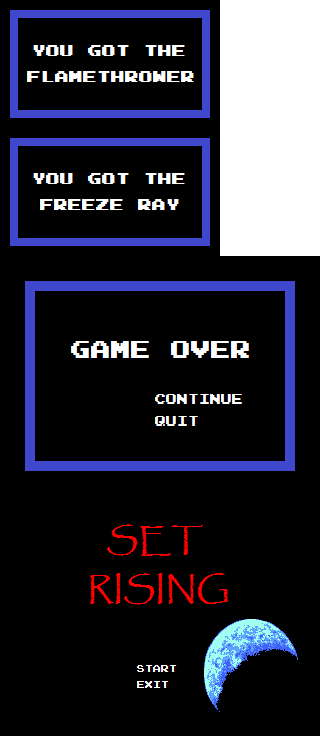 YOU GOT THE
FLAMETHROWER
YOU GOT THE
FREEZE RAY
GAME OVER
CONTINUE
QUIT
SET
RISING
START
EXIT